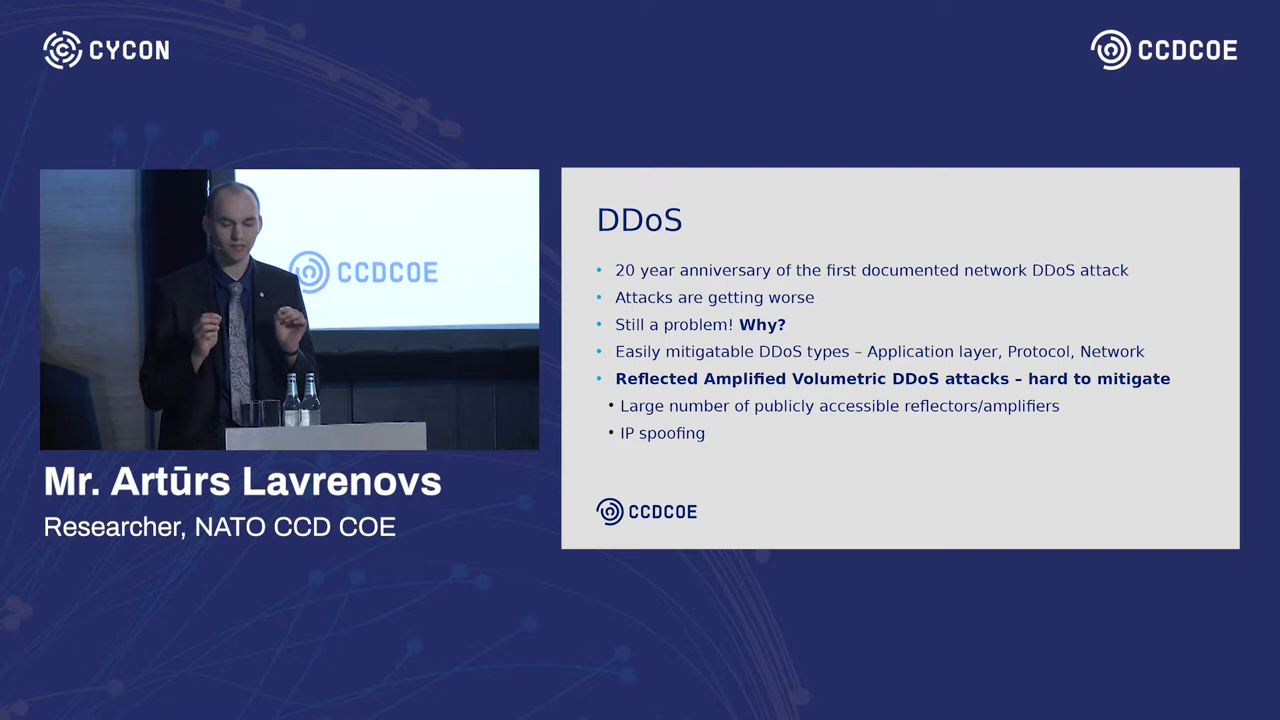 CYCON
CCDCOE
CCDCOE
Mr. Artūrs Lavrenovs
Researcher, NATO CCD COE
DDoS
• 20 year anniversary of the first documented network DDoS attack
• Attacks are getting worse
• Still a problem! Why?
• Easily mitigatable DDoS types – Application layer, Protocol, Network
• Reflected Amplified Volumetric DDoS attacks – hard to mitigate
• Large number of publicly accessible reflectors/amplifiers
• IP spoofing
CCDCOE